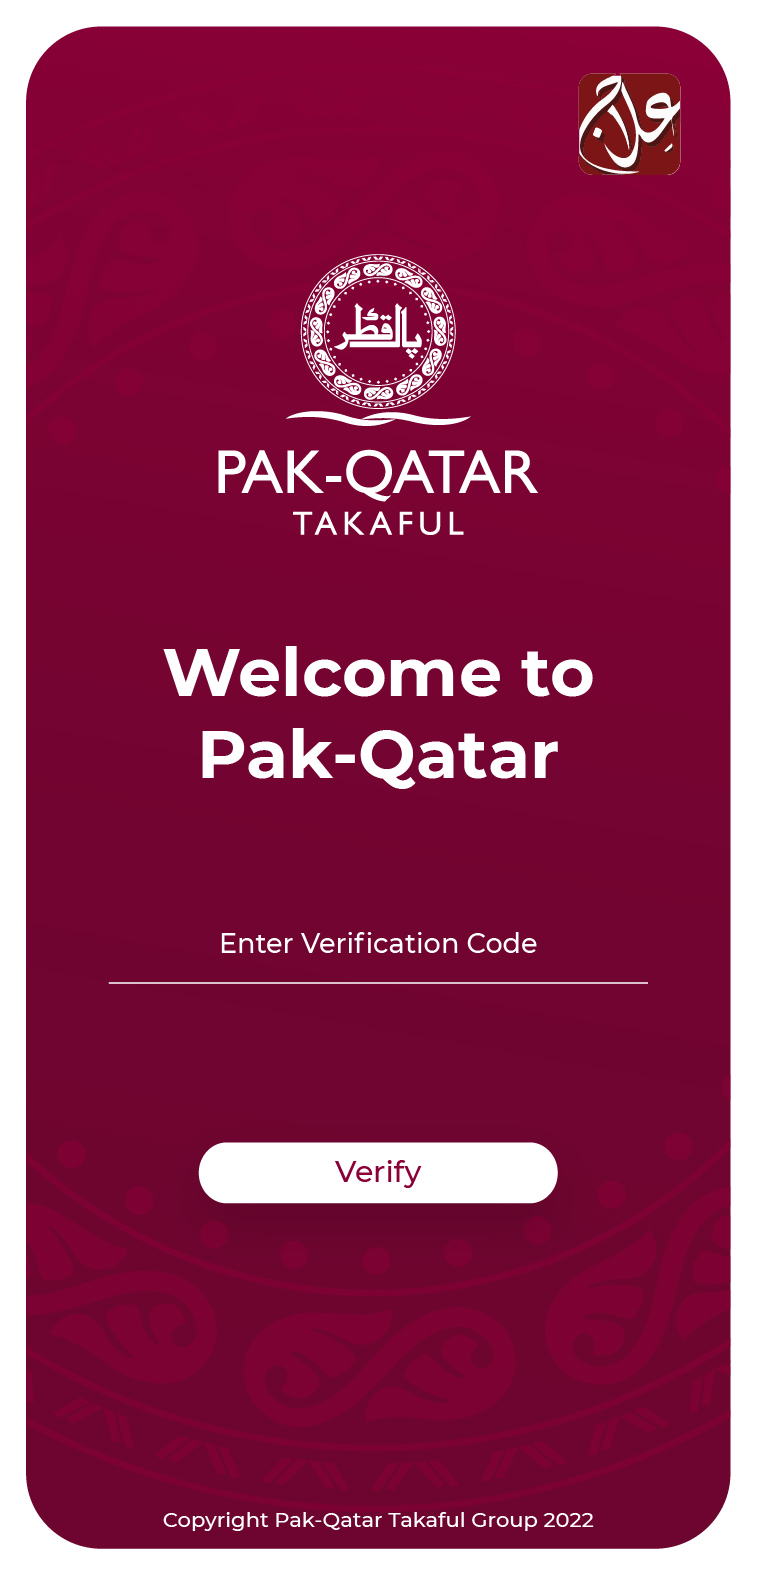 علاج
پاک قطر
PAK-QATAR
TAKAFUL
Welcome to
Pak-Qatar
Enter Verification Code
Verify
Copyright Pak-Qatar Takaful Group 2022